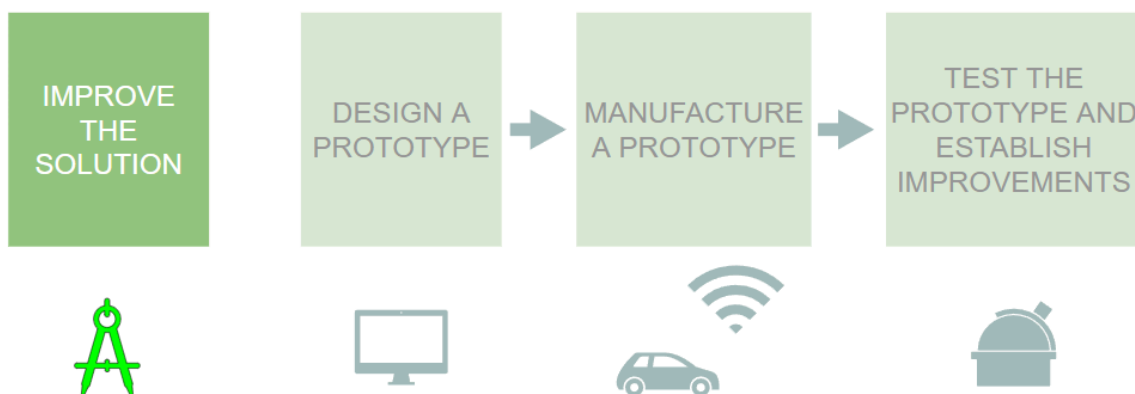 IMPROVE
THE
SOLUTION
DESIGN A
PROTOTYPE
MANUFACTURE
A PROTOTYPE
TEST THE
PROTOTYPE AND
ESTABLISH
IMPROVEMENTS